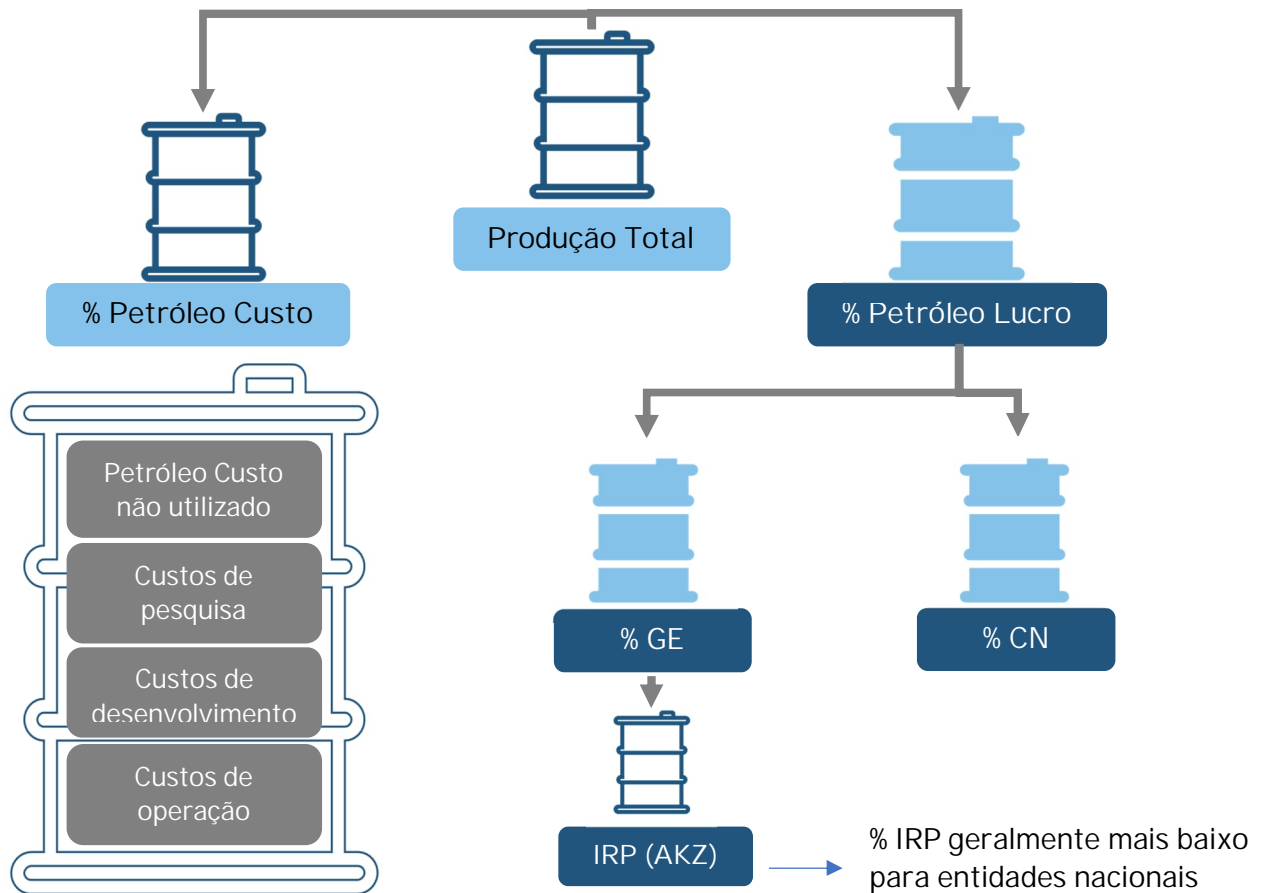 Produção Total
% Petróleo Custo
% Petróleo Lucro
Petróleo Custo
não utilizado
Custos de
pesquisa
Custos de
desenvolvimento
Custos de
operação
% GE
% CN
IRP (AKZ)
% IRP geralmente mais baixo
para entidades nacionais